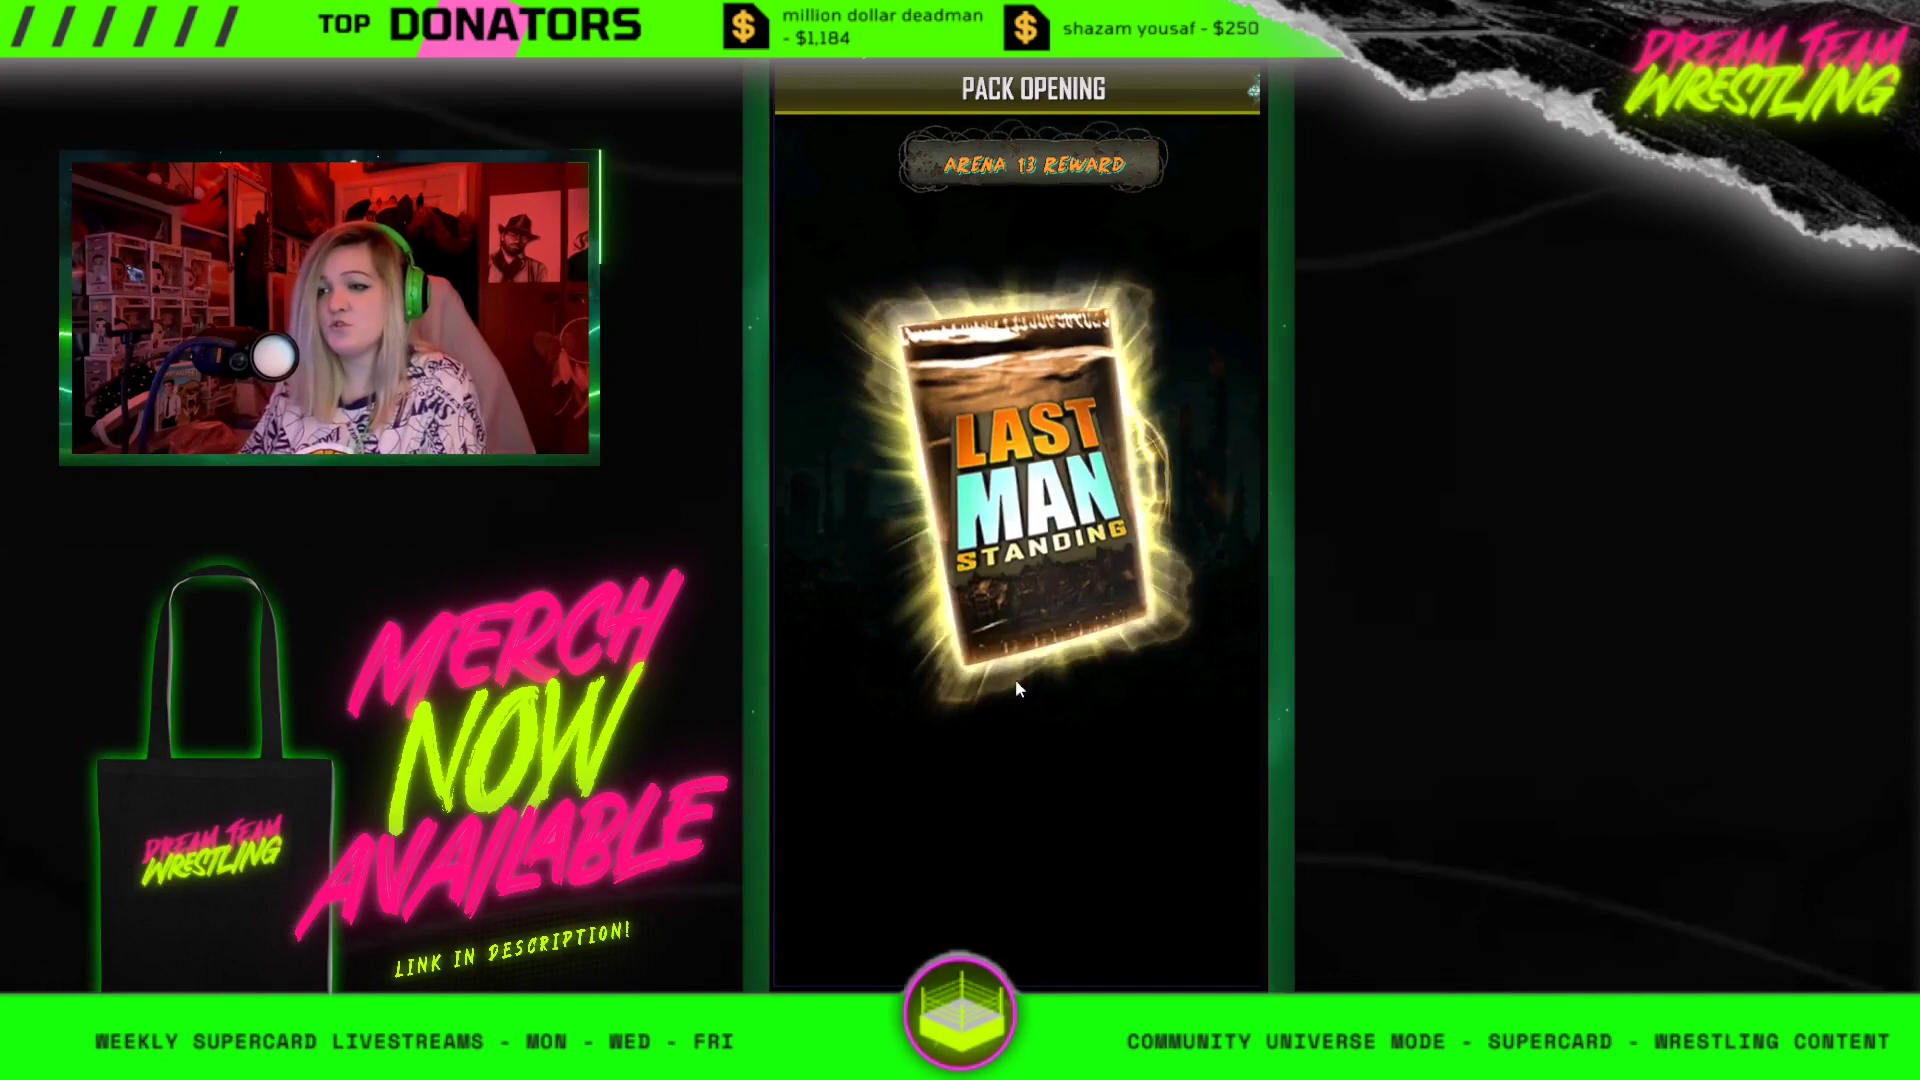 TOP DONATORS
million dollar deadman
- $1,184
shazam yousaf - $250
DREAM TEAM
WRESTLING
PACK OPENING
ARENA 13 REWARD
LAST
MAN
STANDING
MERCH
NOW
AVAILABLE
LINK IN DESCRIPTION!
DREAM TEAM
WRESTLING
WEEKLY SUPERCARD LIVESTREAMS - MON - WED - FRI
COMMUNITY UNIVERSE MODE - SUPERCARD - WRESTLING CONTENT